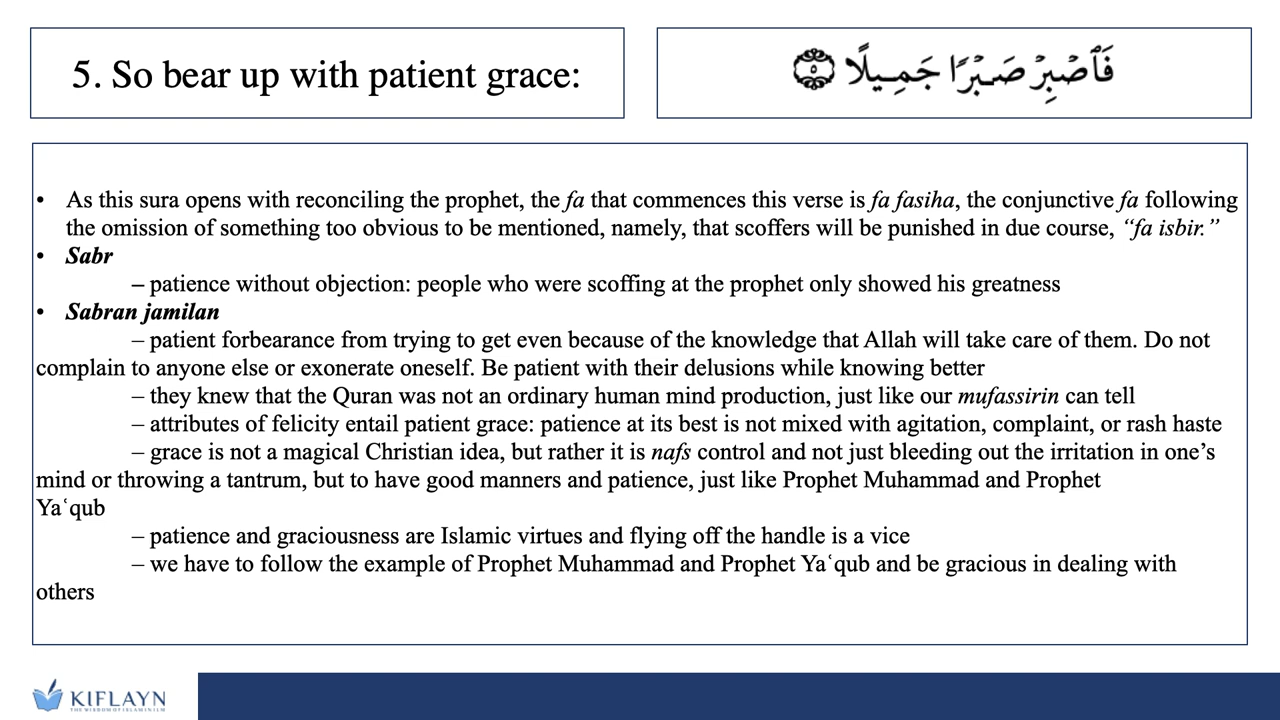 5. So bear up with patient grace:
فَٱصۡبِرۡ صَبۡرٗا جَمِيلًا ٥
• As this sura opens with reconciling the prophet, the fa that commences this verse is fa fasiha, the conjunctive fa following
the omission of something too obvious to be mentioned, namely, that scoffers will be punished in due course, “fa isbir.”
• Sabr
– patience without objection: people who were scoffing at the prophet only showed his greatness
• Sabran jamilan
– patient forbearance from trying to get even because of the knowledge that Allah will take care of them. Do not
complain to anyone else or exonerate oneself. Be patient with their delusions while knowing better
– they knew that the Quran was not an ordinary human mind production, just like our mufassirin can tell
– attributes of felicity entail patient grace: patience at its best is not mixed with agitation, complaint, or rash haste
– grace is not a magical Christian idea, but rather it is nafs control and not just bleeding out the irritation in one’s
mind or throwing a tantrum, but to have good manners and patience, just like Prophet Muhammad and Prophet
Yaʿqub
– patience and graciousness are Islamic virtues and flying off the handle is a vice
– we have to follow the example of Prophet Muhammad and Prophet Yaʿqub and be gracious in dealing with
others
KIFLAYN
THE WISDOM OF ISLAM IN ILM